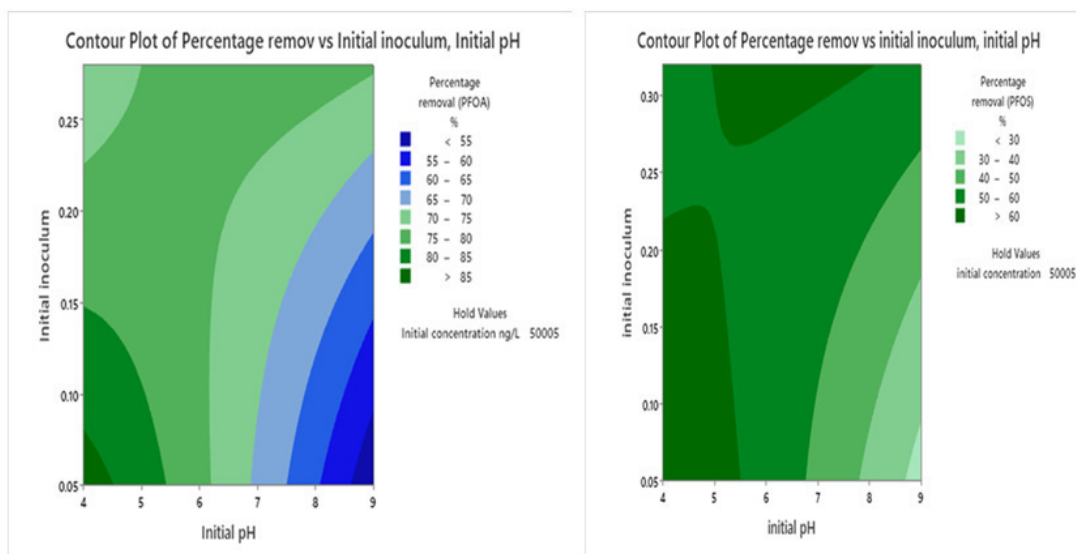 Contour Plot of Percentage remov vs Initial inoculum, Initial pH
Percentage
removal (PFOA)
%
< 55
55 – 60
60 – 65
65 – 70
70 – 75
75 – 80
80 – 85
> 85
Hold Values
Initial concentration ng/L 50005
0.25
0.20
0.15
0.10
0.05
Initial inoculum
4 5 6 7 8 9
Initial pH
Contour Plot of Percentage remov vs initial inoculum, initial pH
Percentage
removal (PFOS)
%
< 30
30 – 40
40 – 50
50 – 60
> 60
Hold Values
initial concentration 50005
0.30
0.25
0.20
0.15
0.10
0.05
initial inoculum
4 5 6 7 8 9
initial pH